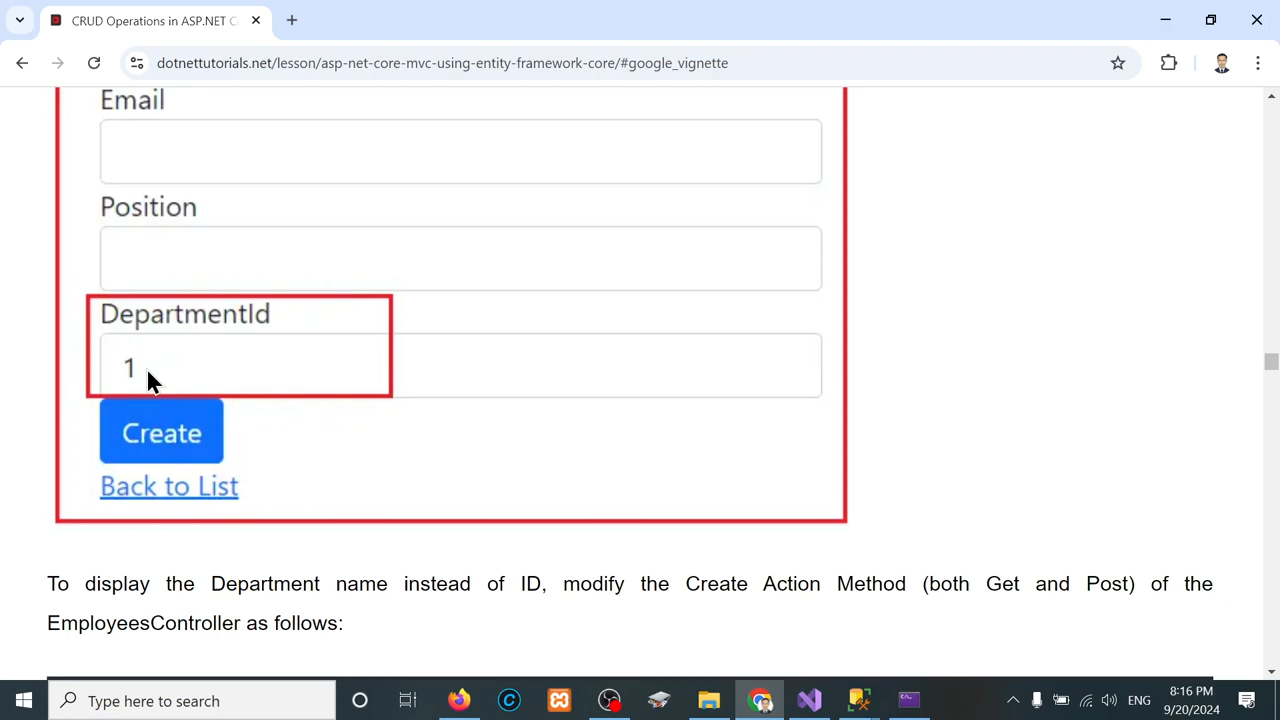 CRUD Operations in ASP.NET C
dotnettutorials.net/lesson/asp-net-core-mvc-using-entity-framework-core/#google_vignette
Email
Position
DepartmentId
1
Create
Back to List
To display the Department name instead of ID, modify the Create Action Method (both Get and Post) of the
EmployeesController as follows:
Type here to search
ENG
8:16 PM
9/20/2024